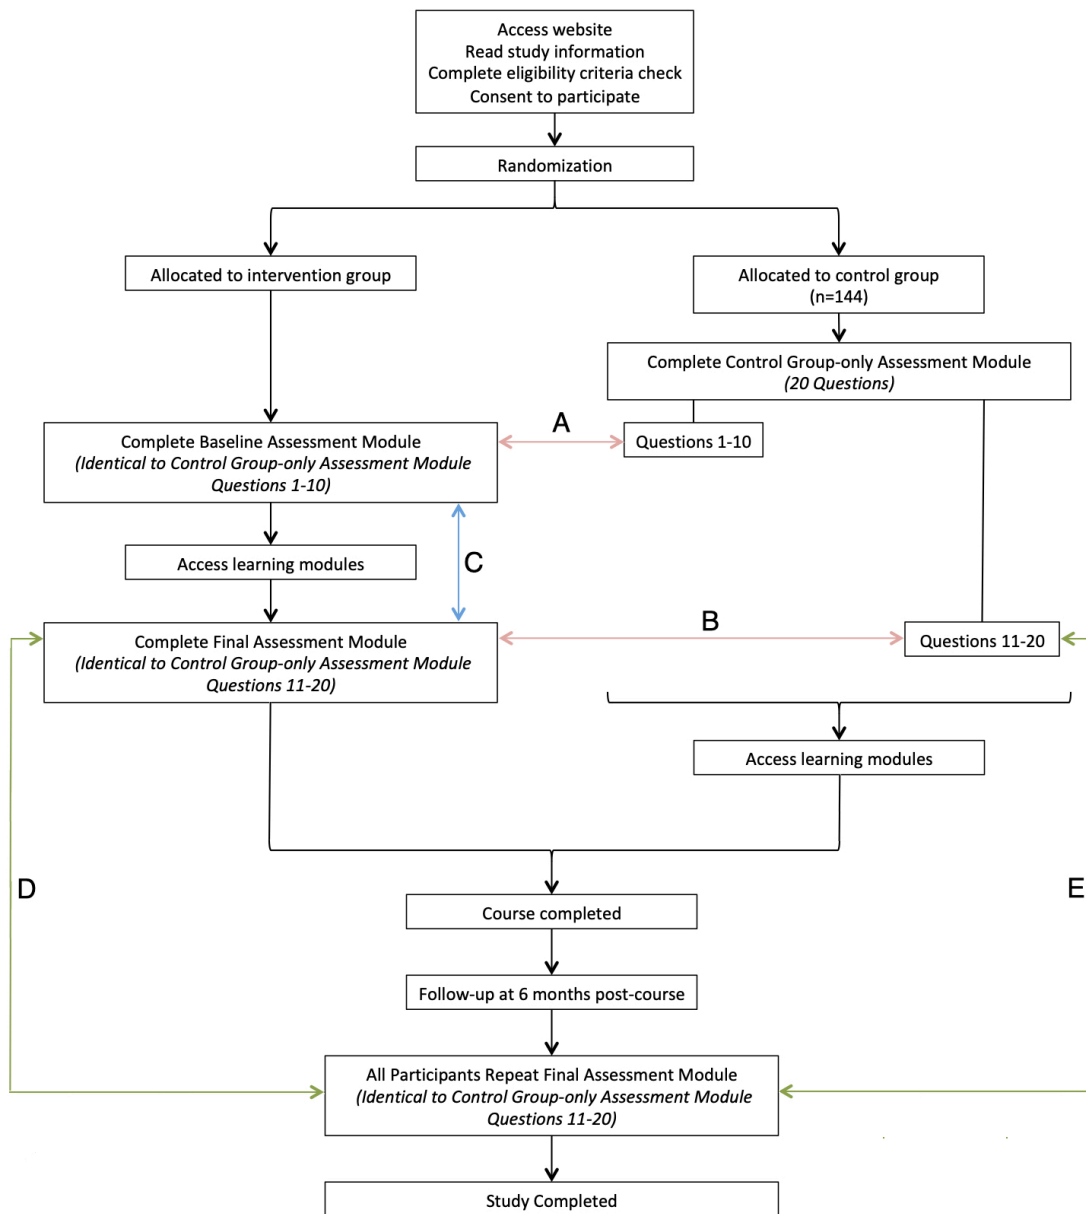 Access website
Read study information
Complete eligibility criteria check
Consent to participate
Randomization
Allocated to intervention group
Allocated to control group
(n=144)
Complete Control Group-only Assessment Module
(20 Questions)
A
Questions 1-10
Complete Baseline Assessment Module
(Identical to Control Group-only Assessment Module
Questions 1-10)
Access learning modules
C
B
Complete Final Assessment Module
(Identical to Control Group-only Assessment Module
Questions 11-20)
Questions 11-20
Access learning modules
D
E
Course completed
Follow-up at 6 months post-course
All Participants Repeat Final Assessment Module
(Identical to Control Group-only Assessment Module
Questions 11-20)
Study Completed